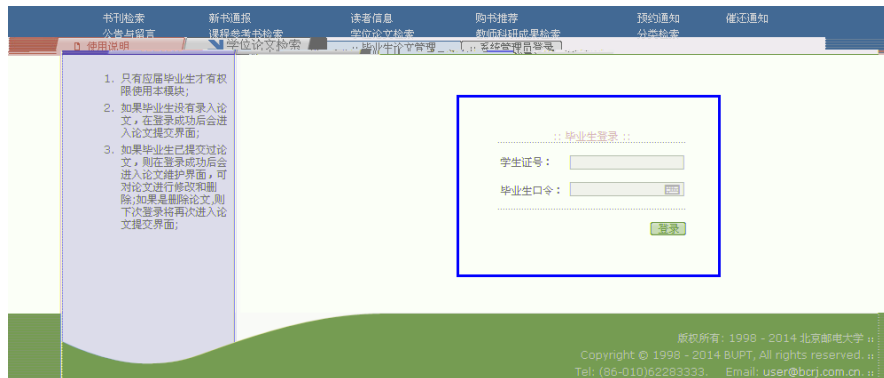 书刊检索 新书通报 读者信息 购书推荐 预约通知 催还通知
公告与留言 课程参考书检索 学位论文检索 教师科研成果检索 分类检索
使用说明 学位论文检索 :: 毕业生论文管理 :: 系统管理员登录
1. 只有应届毕业生才有权
限使用本模块;
2. 如果毕业生没有录入论
文，在登录成功后会进
入论文提交界面;
3. 如果毕业生已提交过论
文，则在登录成功后会
进入论文维护界面，可
对论文进行修改和删
除;如果是删除论文,则
下次登录将再次进入论
文提交界面;
:: 毕业生登录 ::
学生证号：
毕业生口令：
登录
版权所有: 1998 - 2014 北京邮电大学 ::
Copyright © 1998 - 2014 BUPT, All rights reserved. ::
Tel: (86-010)62283333. Email: user@bcrj.com.cn. ::